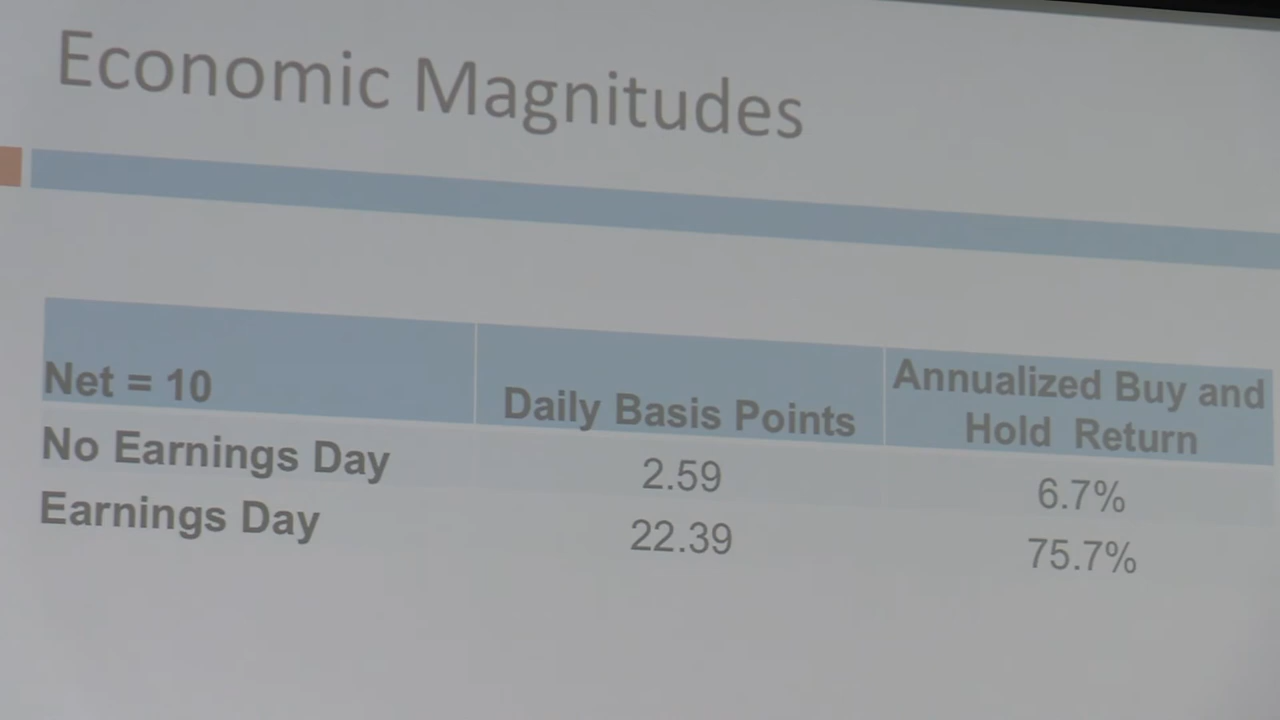 Economic Magnitudes
Net = 10 Daily Basis Points Annualized Buy and
Hold Return
No Earnings Day 2.59 6.7%
Earnings Day 22.39 75.7%